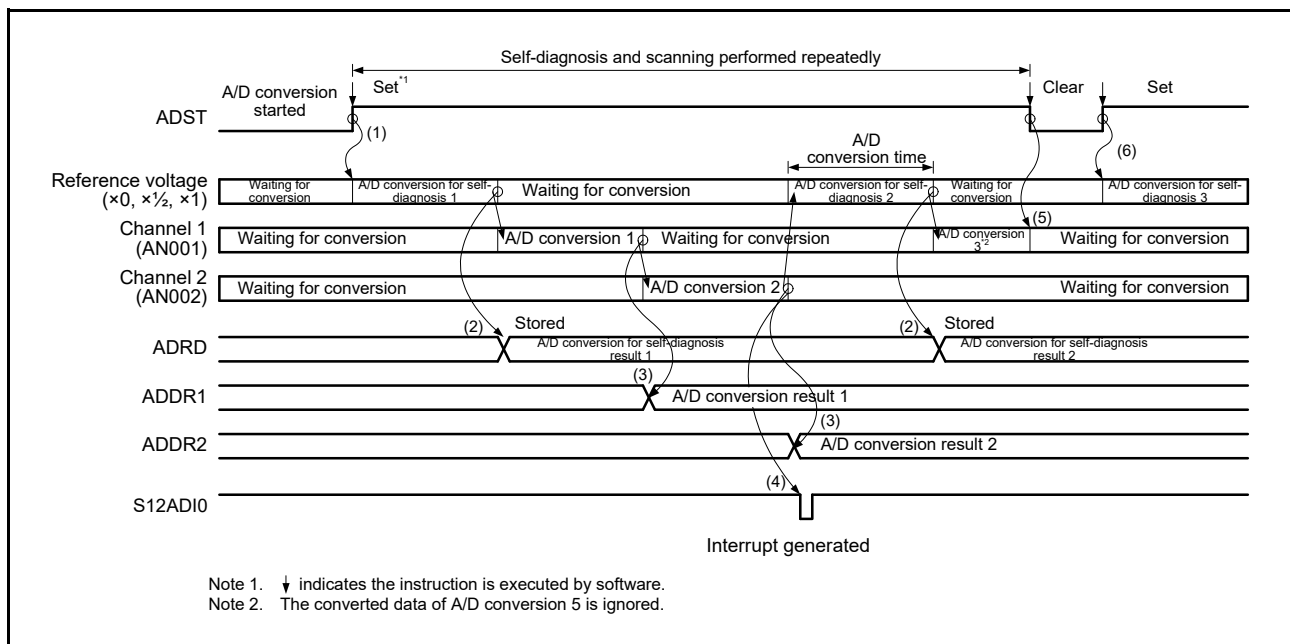 Self-diagnosis and scanning performed repeatedly
A/D conversion
started
Set*1
Clear
Set
ADST
(1)
A/D
conversion time
(6)
Reference voltage
(×0, ×½, ×1)
Waiting for
conversion
A/D conversion for self-
diagnosis 1
Waiting for conversion
A/D conversion for self-
diagnosis 2
Waiting for
conversion
A/D conversion for self-
diagnosis 3
(5)
Channel 1
(AN001)
Waiting for conversion
A/D conversion 1
Waiting for conversion
A/D conversion
3*2
Waiting for conversion
Channel 2
(AN002)
Waiting for conversion
A/D conversion 2
Waiting for conversion
(2)
Stored
(2)
Stored
ADRD
A/D conversion for self-diagnosis
result 1
A/D conversion for self-diagnosis
result 2
(3)
ADDR1
A/D conversion result 1
(3)
ADDR2
A/D conversion result 2
(4)
S12ADI0
Interrupt generated
Note 1. ↓ indicates the instruction is executed by software.
Note 2. The converted data of A/D conversion 5 is ignored.